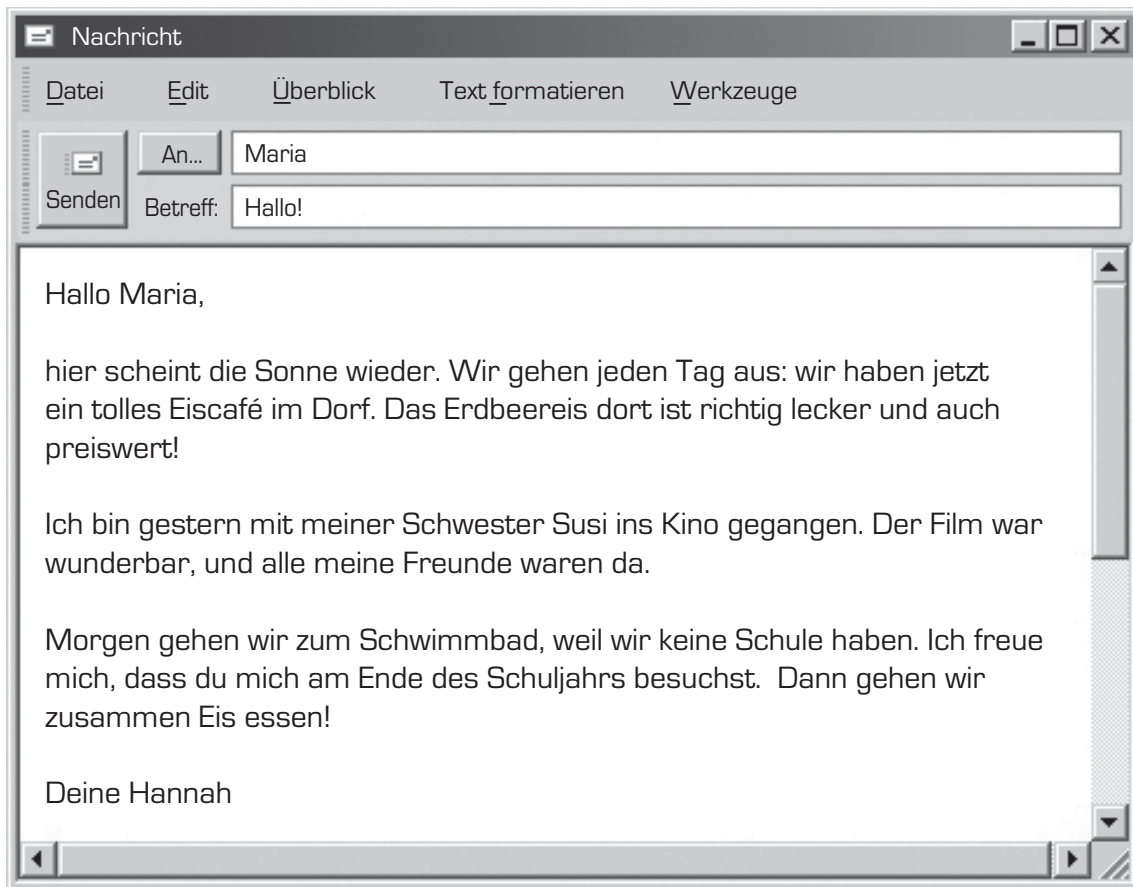 Nachricht
Datei Edit Überblick Text formatieren Werkzeuge
An... Maria
Senden
Betreff: Hallo!
Hallo Maria,
hier scheint die Sonne wieder. Wir gehen jeden Tag aus: wir haben jetzt
ein tolles Eiscafé im Dorf. Das Erdbeereis dort ist richtig lecker und auch
preiswert!
Ich bin gestern mit meiner Schwester Susi ins Kino gegangen. Der Film war
wunderbar, und alle meine Freunde waren da.
Morgen gehen wir zum Schwimmbad, weil wir keine Schule haben. Ich freue
mich, dass du mich am Ende des Schuljahrs besuchst.  Dann gehen wir
zusammen Eis essen!
Deine Hannah